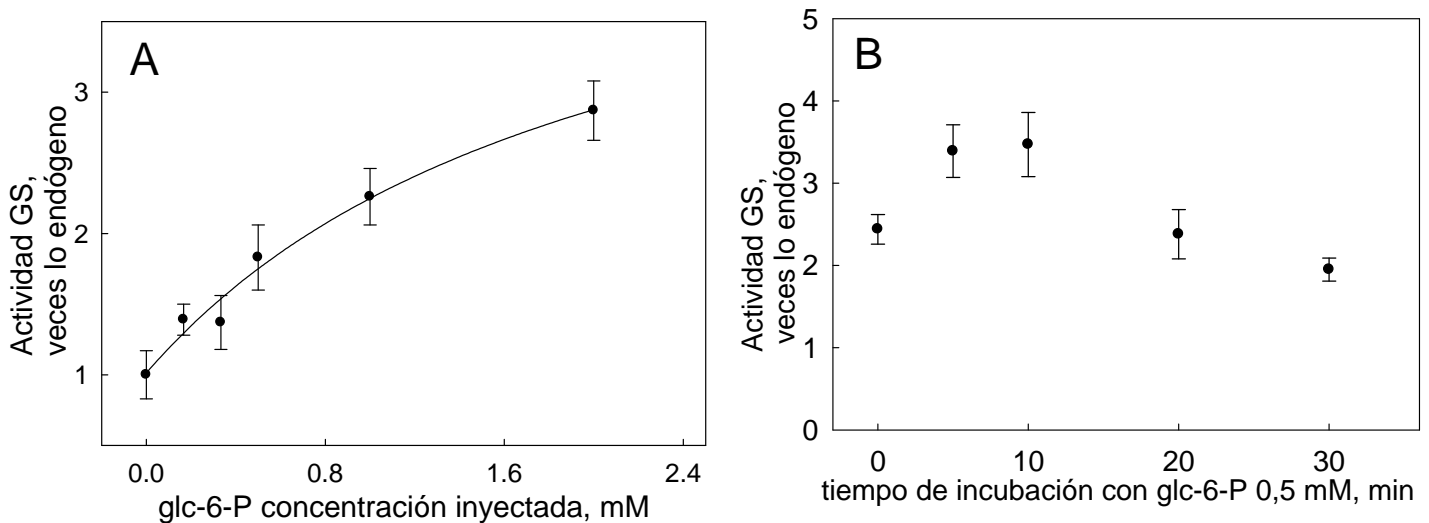 A
Actividad GS,
veces lo endógeno
3
2
1
0.0 0.8 1.6 2.4
glc-6-P concentración inyectada, mM
B
Actividad GS,
veces lo endógeno
5
4
3
2
1
0
0 10 20 30
tiempo de incubación con glc-6-P 0,5 mM, min